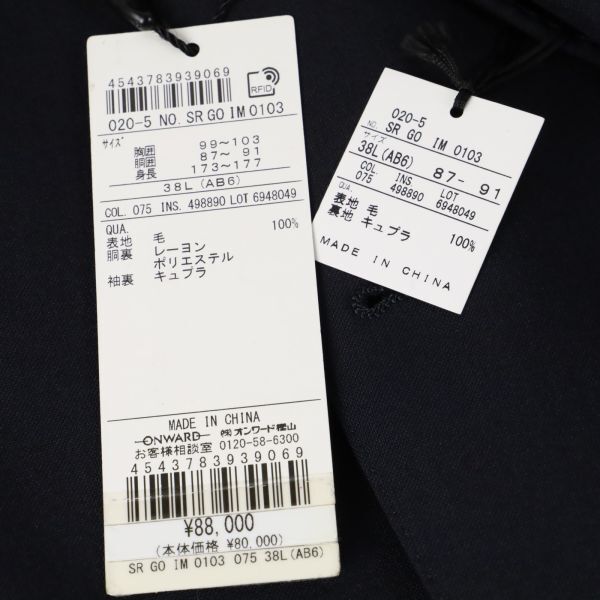 4543783939069
RFID
020-5 NO. SR GO IM 0103
サイズ
胸囲 99〜103
胴囲 87〜 91
身長 173〜177
38L(AB6)
COL. 075 INS. 498890 LOT 6948049
QUA.
表地 毛 100%
胴裏 レーヨン
ポリエステル
袖裏 キュプラ
MADE IN CHINA
ONWARD ㈱オンワード樫山
お客様相談室 0120-58-6300
4543783939069
¥88,000
(本体価格 ¥80,000)
SR GO IM 0103 075 38L(AB6)
020-5
NO. SR GO IM 0103
サイズ
38L(AB6) 87- 91
COL. INS LOT
075 498890 6948049
QUA.
表地 毛 100%
裏地 キュプラ
MADE IN CHINA